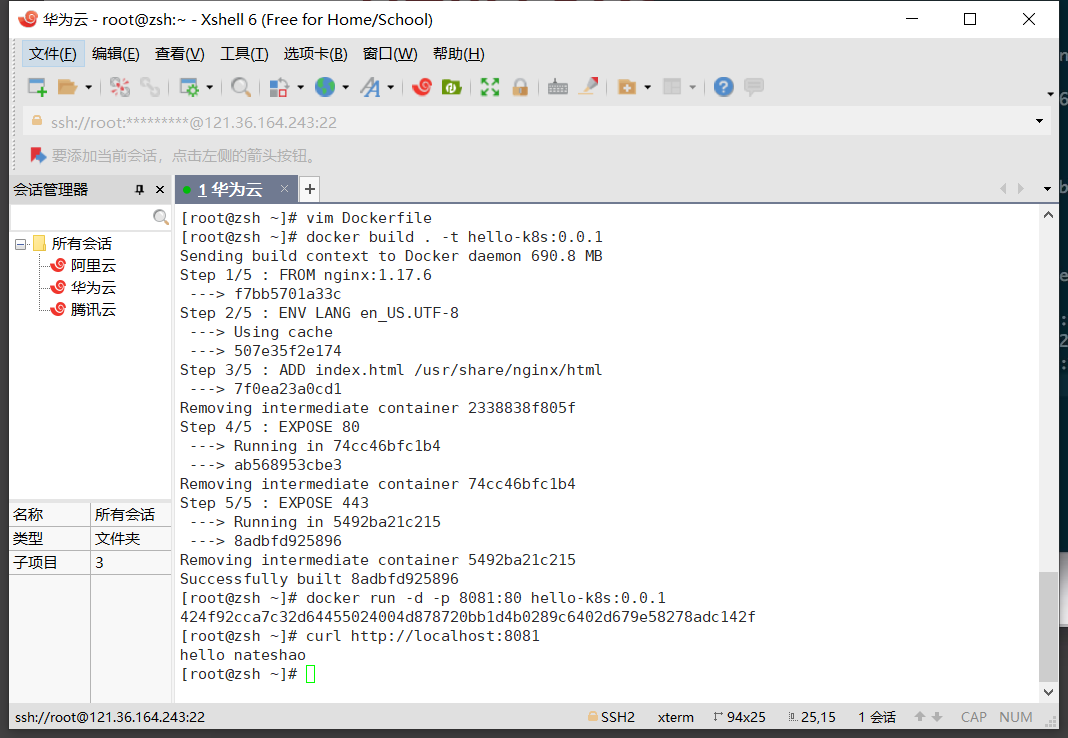 华为云 - root@zsh:~ - Xshell 6 (Free for Home/School)
文件(F) 编辑(E) 查看(V) 工具(T) 选项卡(B) 窗口(W) 帮助(H)
ssh://root:*********@121.36.164.243:22
要添加当前会话，点击左侧的箭头按钮。
会话管理器
1 华为云
所有会话
阿里云
华为云
腾讯云
名称 所有会话
类型 文件夹
子项目 3
[root@zsh ~]# vim Dockerfile
[root@zsh ~]# docker build . -t hello-k8s:0.0.1
Sending build context to Docker daemon 690.8 MB
Step 1/5 : FROM nginx:1.17.6
 ---> f7bb5701a33c
Step 2/5 : ENV LANG en_US.UTF-8
 ---> Using cache
 ---> 507e35f2e174
Step 3/5 : ADD index.html /usr/share/nginx/html
 ---> 7f0ea23a0cd1
Removing intermediate container 2338838f805f
Step 4/5 : EXPOSE 80
 ---> Running in 74cc46bfc1b4
 ---> ab568953cbe3
Removing intermediate container 74cc46bfc1b4
Step 5/5 : EXPOSE 443
 ---> Running in 5492ba21c215
 ---> 8adbfd925896
Removing intermediate container 5492ba21c215
Successfully built 8adbfd925896
[root@zsh ~]# docker run -d -p 8081:80 hello-k8s:0.0.1
424f92cca7c32d64455024004d878720bb1d4b0289c6402d679e58278adc142f
[root@zsh ~]# curl http://localhost:8081
hello nateshao
[root@zsh ~]#
ssh://root@121.36.164.243:22 SSH2 xterm 94x25 25,15 1 会话 CAP NUM